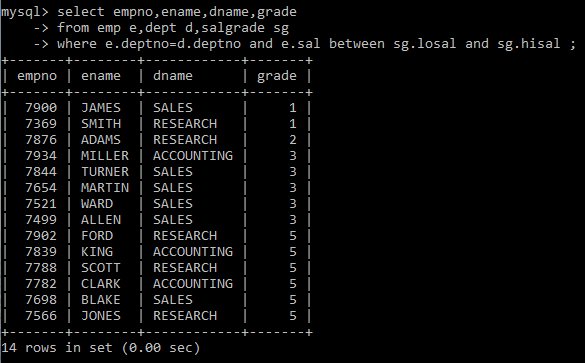 mysql> select empno,ename,dname,grade
    -> from emp e,dept d,salgrade sg
    -> where e.deptno=d.deptno and e.sal between sg.losal and sg.hisal ;
+-------+--------+------------+-------+
| empno | ename  | dname      | grade |
+-------+--------+------------+-------+
|  7900 | JAMES  | SALES      |     1 |
|  7369 | SMITH  | RESEARCH   |     1 |
|  7876 | ADAMS  | RESEARCH   |     2 |
|  7934 | MILLER | ACCOUNTING |     3 |
|  7844 | TURNER | SALES      |     3 |
|  7654 | MARTIN | SALES      |     3 |
|  7521 | WARD   | SALES      |     3 |
|  7499 | ALLEN  | SALES      |     3 |
|  7902 | FORD   | RESEARCH   |     5 |
|  7839 | KING   | ACCOUNTING |     5 |
|  7788 | SCOTT  | RESEARCH   |     5 |
|  7782 | CLARK  | ACCOUNTING |     5 |
|  7698 | BLAKE  | SALES      |     5 |
|  7566 | JONES  | RESEARCH   |     5 |
+-------+--------+------------+-------+
14 rows in set (0.00 sec)